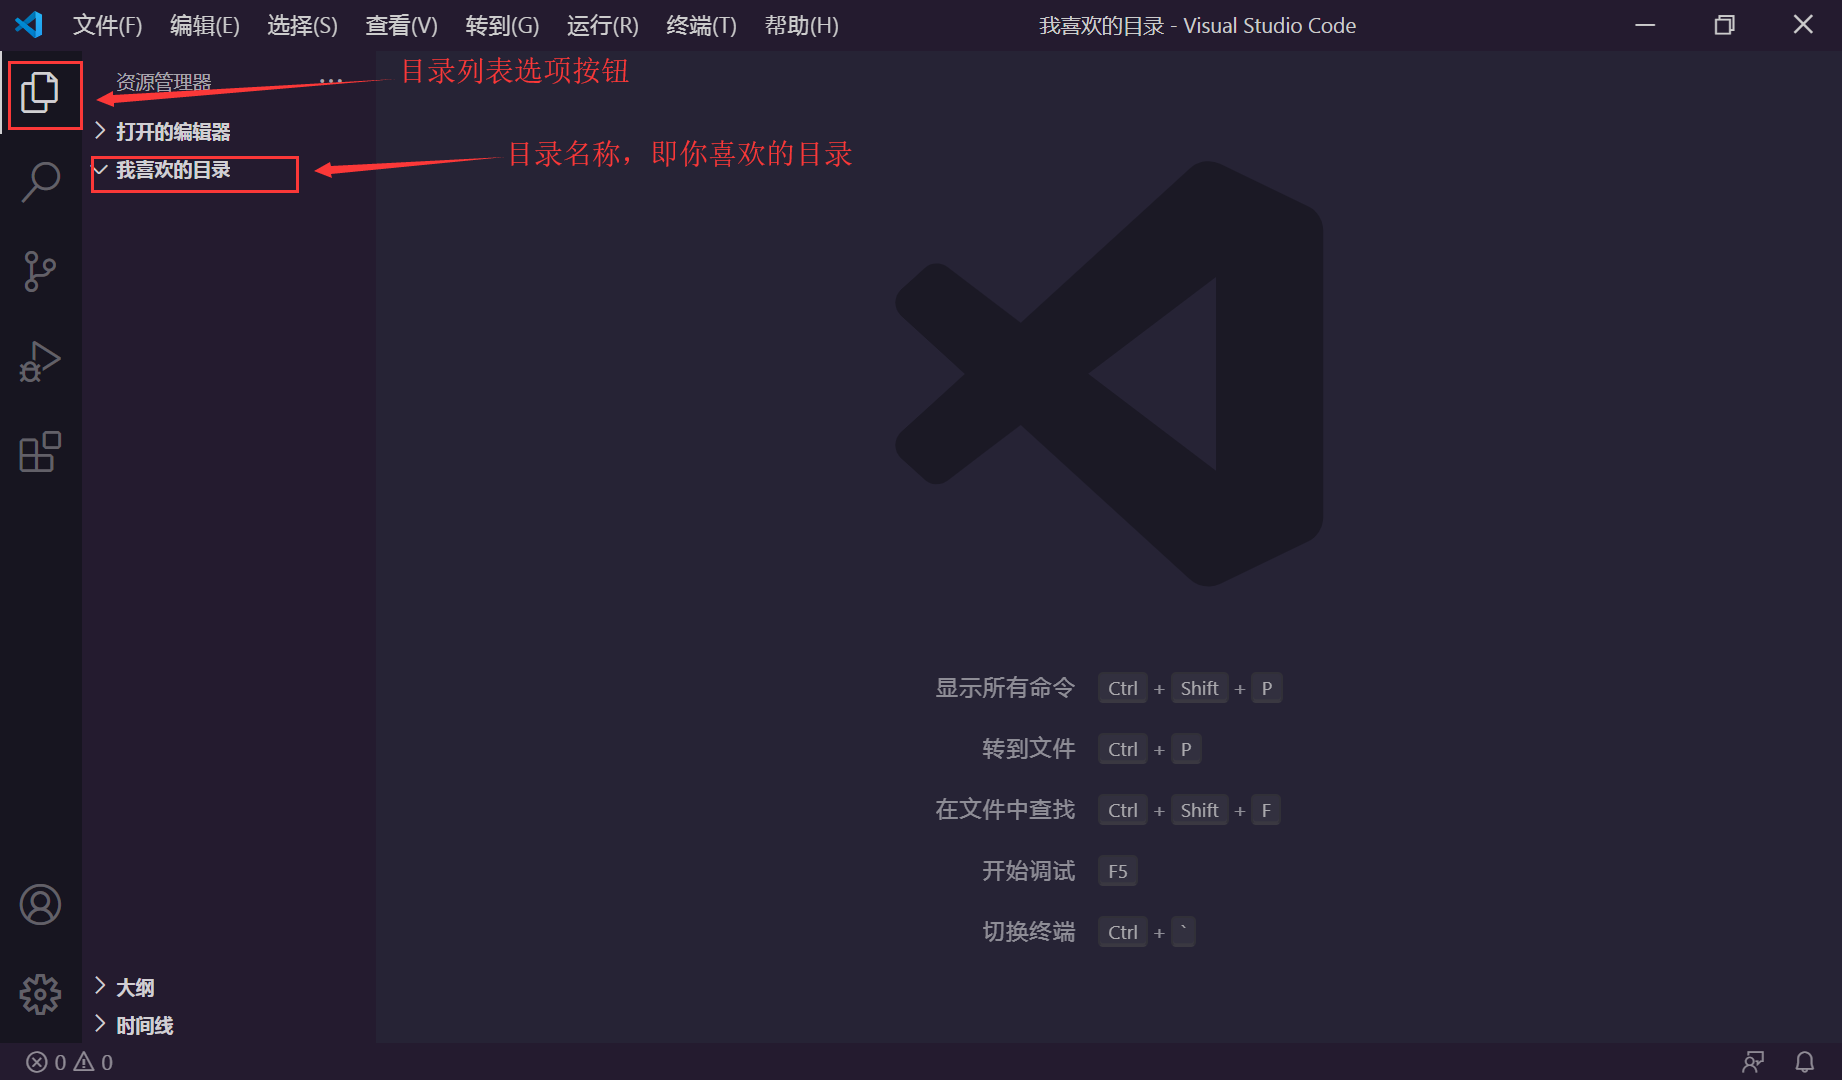 文件(F) 编辑(E) 选择(S) 查看(V) 转到(G) 运行(R) 终端(T) 帮助(H) 我喜欢的目录 - Visual Studio Code
资源管理器 ···
目录列表选项按钮
打开的编辑器
我喜欢的目录
目录名称，即你喜欢的目录
显示所有命令 Ctrl + Shift + P
转到文件 Ctrl + P
在文件中查找 Ctrl + Shift + F
开始调试 F5
切换终端 Ctrl + `
大纲
时间线
0 0